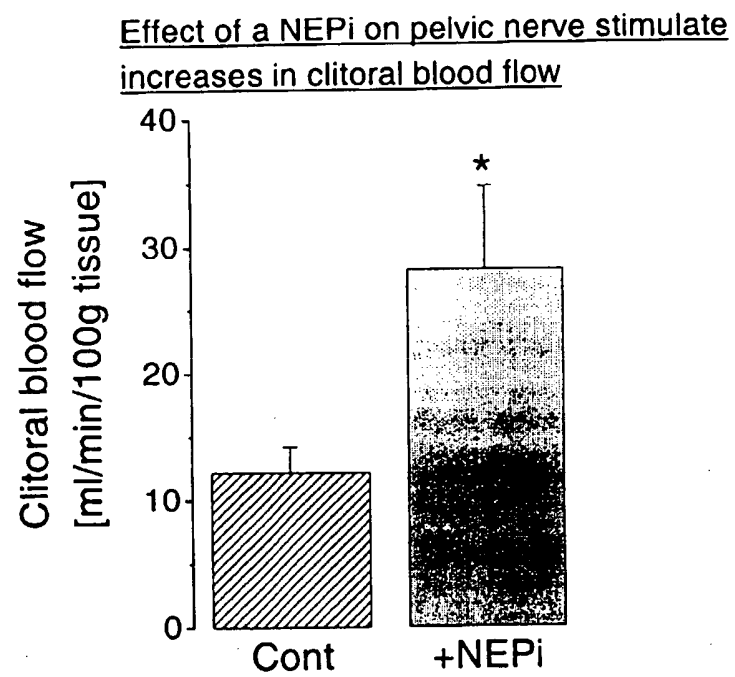 Effect of a NEPi on pelvic nerve stimulate
increases in clitoral blood flow
Clitoral blood flow
[ml/min/100g tissue]
40
30
20
10
0
*
Cont
+NEPi